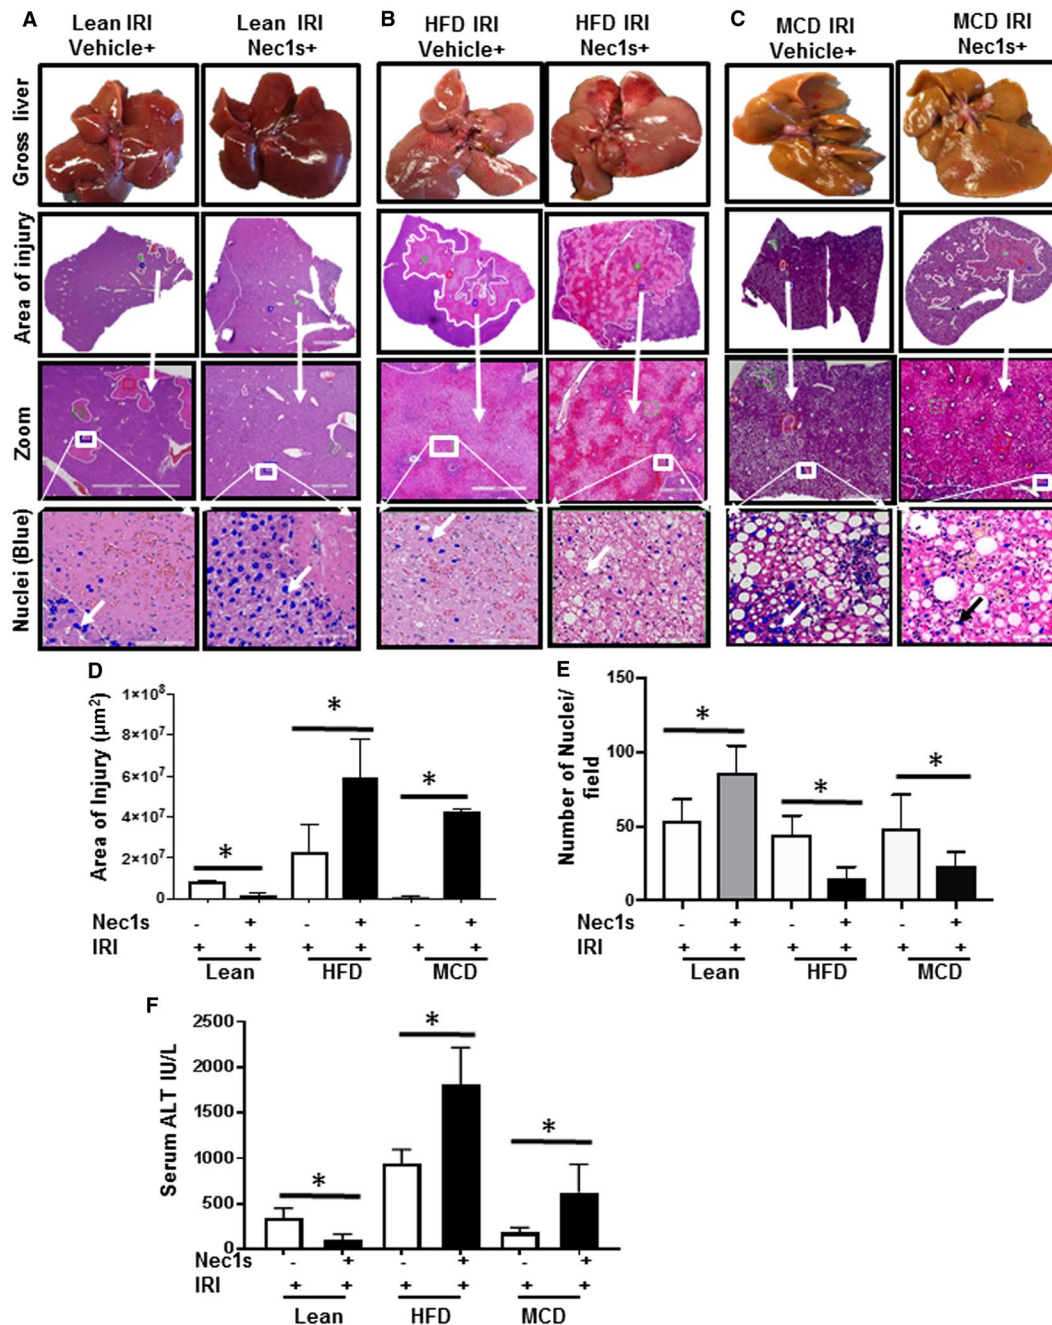 A Lean IRI Vehicle+ Lean IRI Nec1s+ B HFD IRI Vehicle+ HFD IRI Nec1s+ C MCD IRI Vehicle+ MCD IRI Nec1s+
Gross liver
Area of injury
Zoom
Nuclei (Blue)
D
Area of Injury (µm²)
1×10⁸
8×10⁷
6×10⁷
4×10⁷
2×10⁷
0
* * *
Nec1s - + - + - +
IRI + + + + + +
Lean HFD MCD
E
Number of Nuclei/
field
150
100
50
0
* * *
Nec1s - + - + - +
IRI + + + + + +
Lean HFD MCD
F
Serum ALT IU/L
2500
2000
1500
1000
500
0
* * *
Nec1s - + - + - +
IRI + + + + + +
Lean HFD MCD